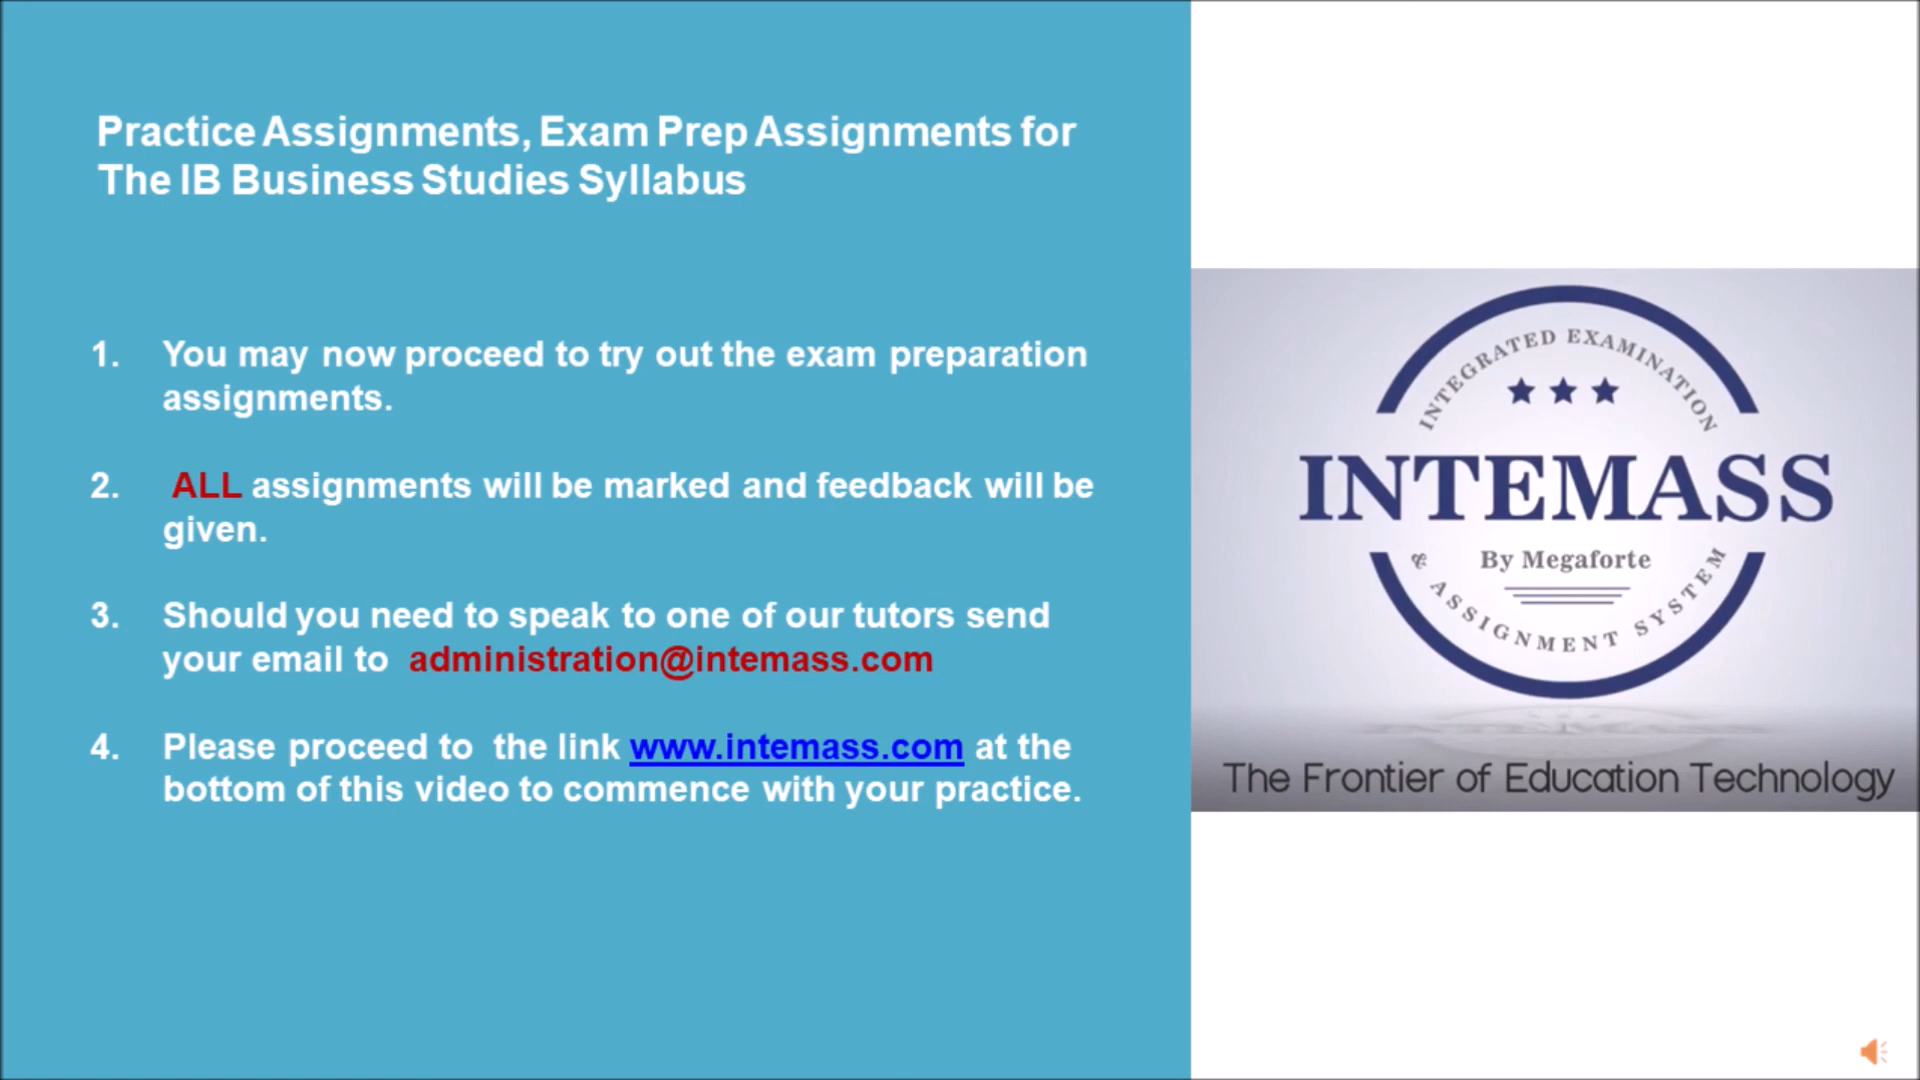 Practice Assignments, Exam Prep Assignments for
The IB Business Studies Syllabus
1. You may now proceed to try out the exam preparation
assignments.
2. ALL assignments will be marked and feedback will be
given.
3. Should you need to speak to one of our tutors send
your email to administration@intemass.com
4. Please proceed to the link www.intemass.com at the
bottom of this video to commence with your practice.
INTEGRATED EXAMINATION
INTEMASS
By Megaforte
& ASSIGNMENT SYSTEM
The Frontier of Education Technology